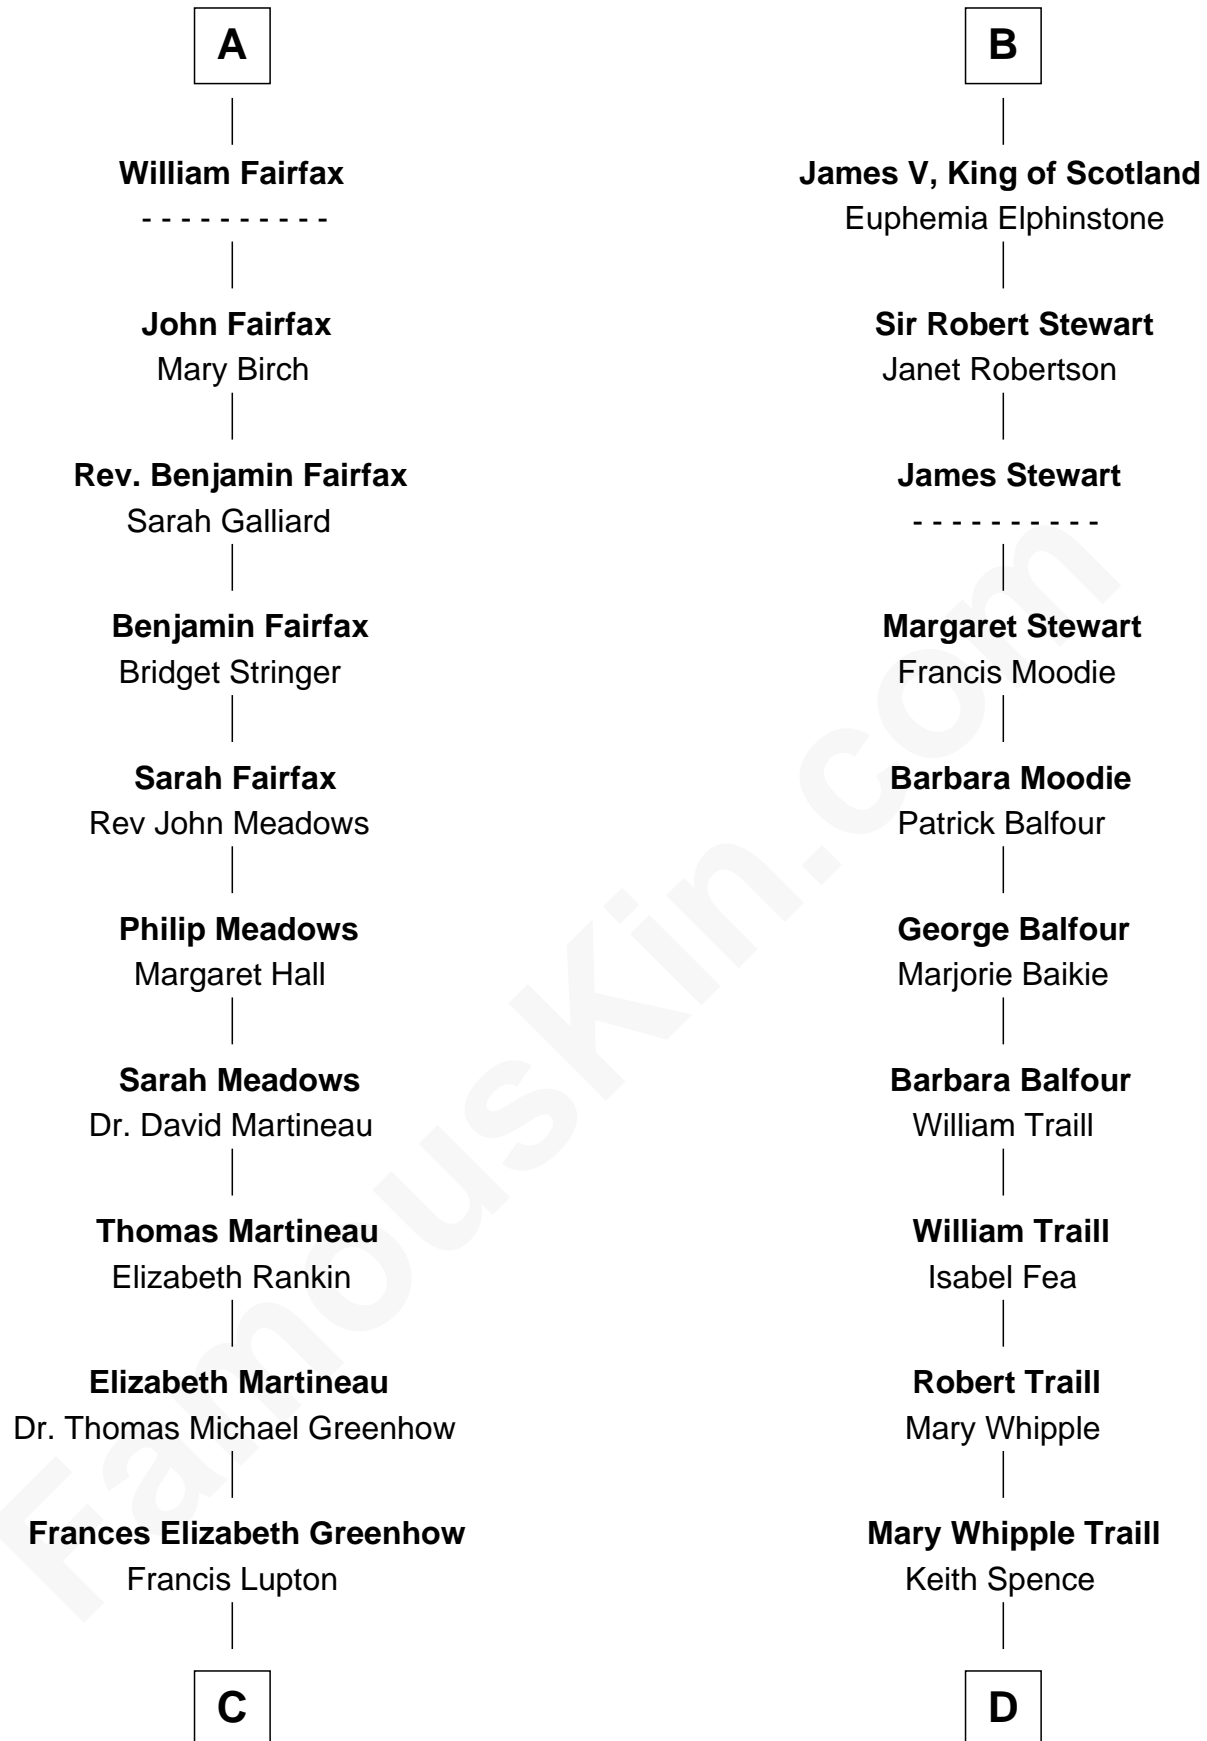 A
William Fairfax
- - - - - - - - - -
John Fairfax
Mary Birch
Rev. Benjamin Fairfax
Sarah Galliard
Benjamin Fairfax
Bridget Stringer
Sarah Fairfax
Rev John Meadows
Philip Meadows
Margaret Hall
Sarah Meadows
Dr. David Martineau
Thomas Martineau
Elizabeth Rankin
Elizabeth Martineau
Dr. Thomas Michael Greenhow
Frances Elizabeth Greenhow
Francis Lupton
C
B
James V, King of Scotland
Euphemia Elphinstone
Sir Robert Stewart
Janet Robertson
James Stewart
- - - - - - - - - -
Margaret Stewart
Francis Moodie
Barbara Moodie
Patrick Balfour
George Balfour
Marjorie Baikie
Barbara Balfour
William Traill
William Traill
Isabel Fea
Robert Traill
Mary Whipple
Mary Whipple Traill
Keith Spence
D
FamousKin.com